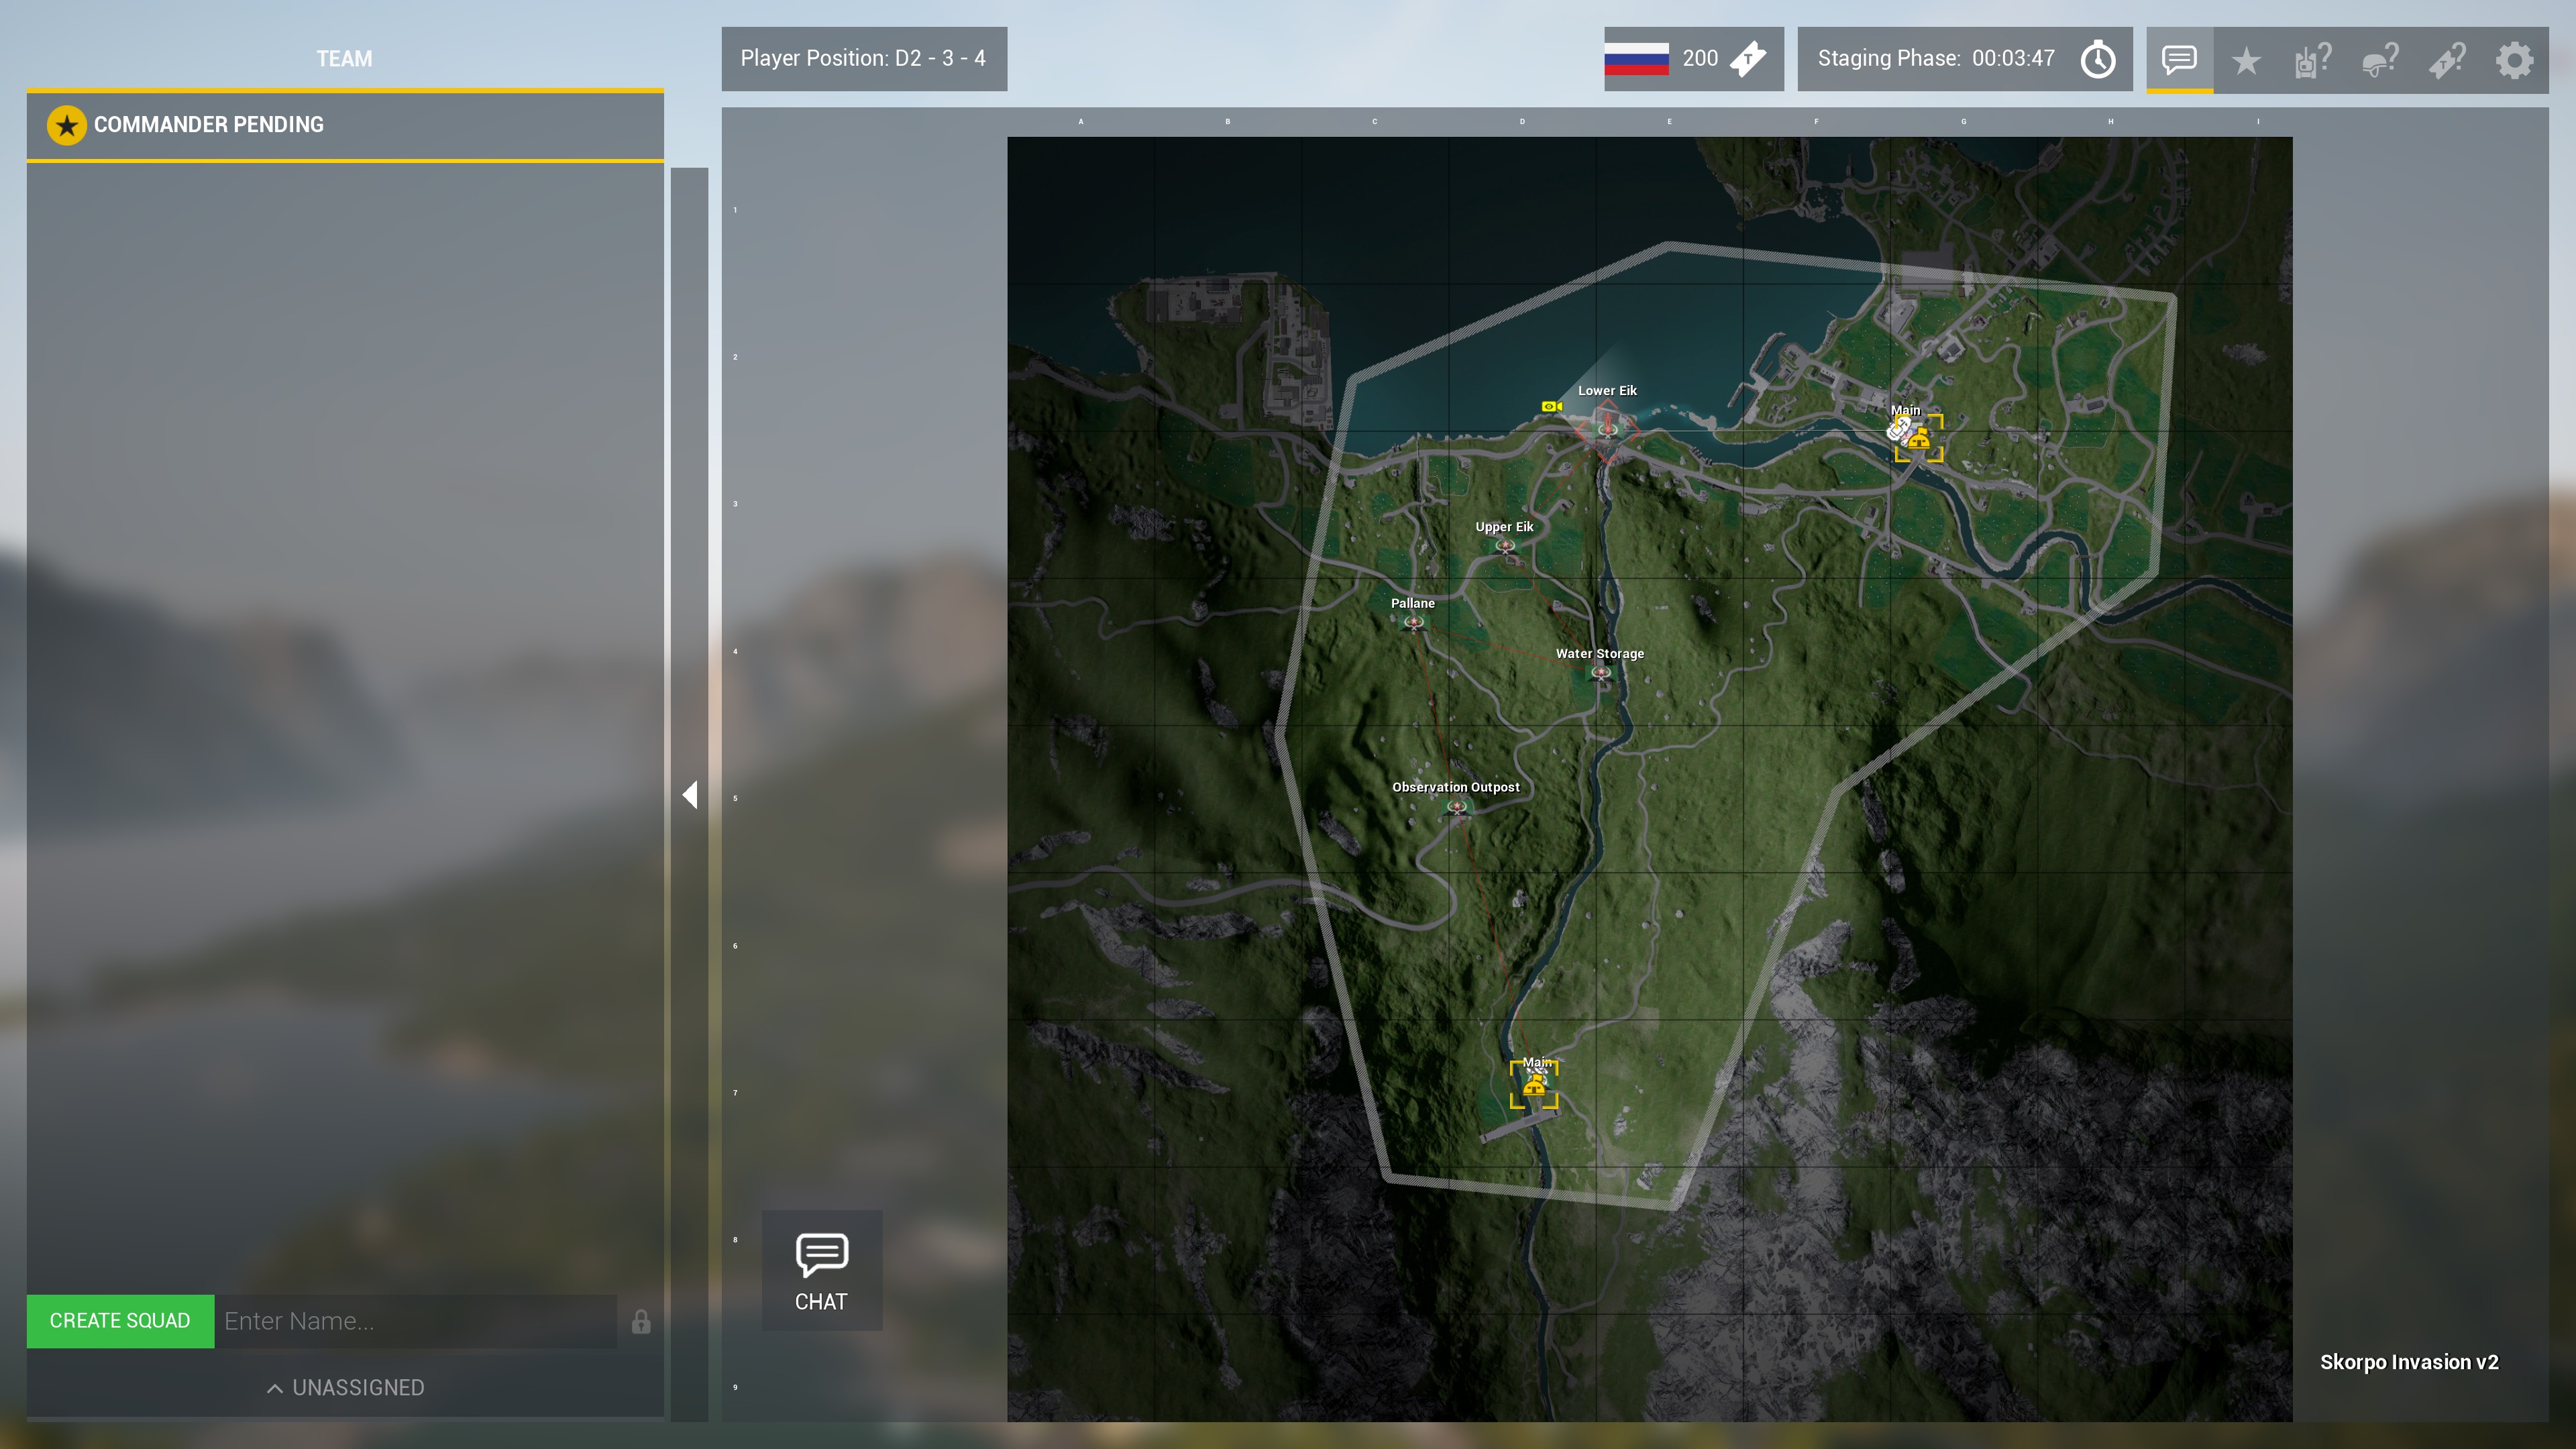 TEAM
Player Position: D2 - 3 - 4
200
T
Staging Phase: 00:03:47
COMMANDER PENDING
A B C D E F G H I
1
2
3
4
5
6
7
8
9
Lower Eik
Main
Upper Eik
Pallane
Water Storage
Observation Outpost
Main
CHAT
CREATE SQUAD
Enter Name...
UNASSIGNED
Skorpo Invasion v2